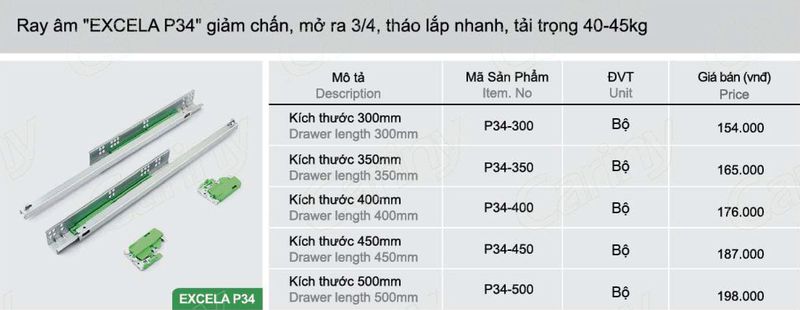 Ray âm "EXCELA P34" giảm chấn, mở ra 3/4, tháo lắp nhanh, tải trọng 40-45kg
Mô tả Mã Sản Phẩm ĐVT Giá bán (vnđ)
Description Item. No Unit Price
Kích thước 300mm
Drawer length 300mm
P34-300 Bộ 154.000
Kích thước 350mm
Drawer length 350mm
P34-350 Bộ 165.000
Kích thước 400mm
Drawer length 400mm
P34-400 Bộ 176.000
Kích thước 450mm
Drawer length 450mm
P34-450 Bộ 187.000
Kích thước 500mm
Drawer length 500mm
P34-500 Bộ 198.000
EXCELA P34
Cariny